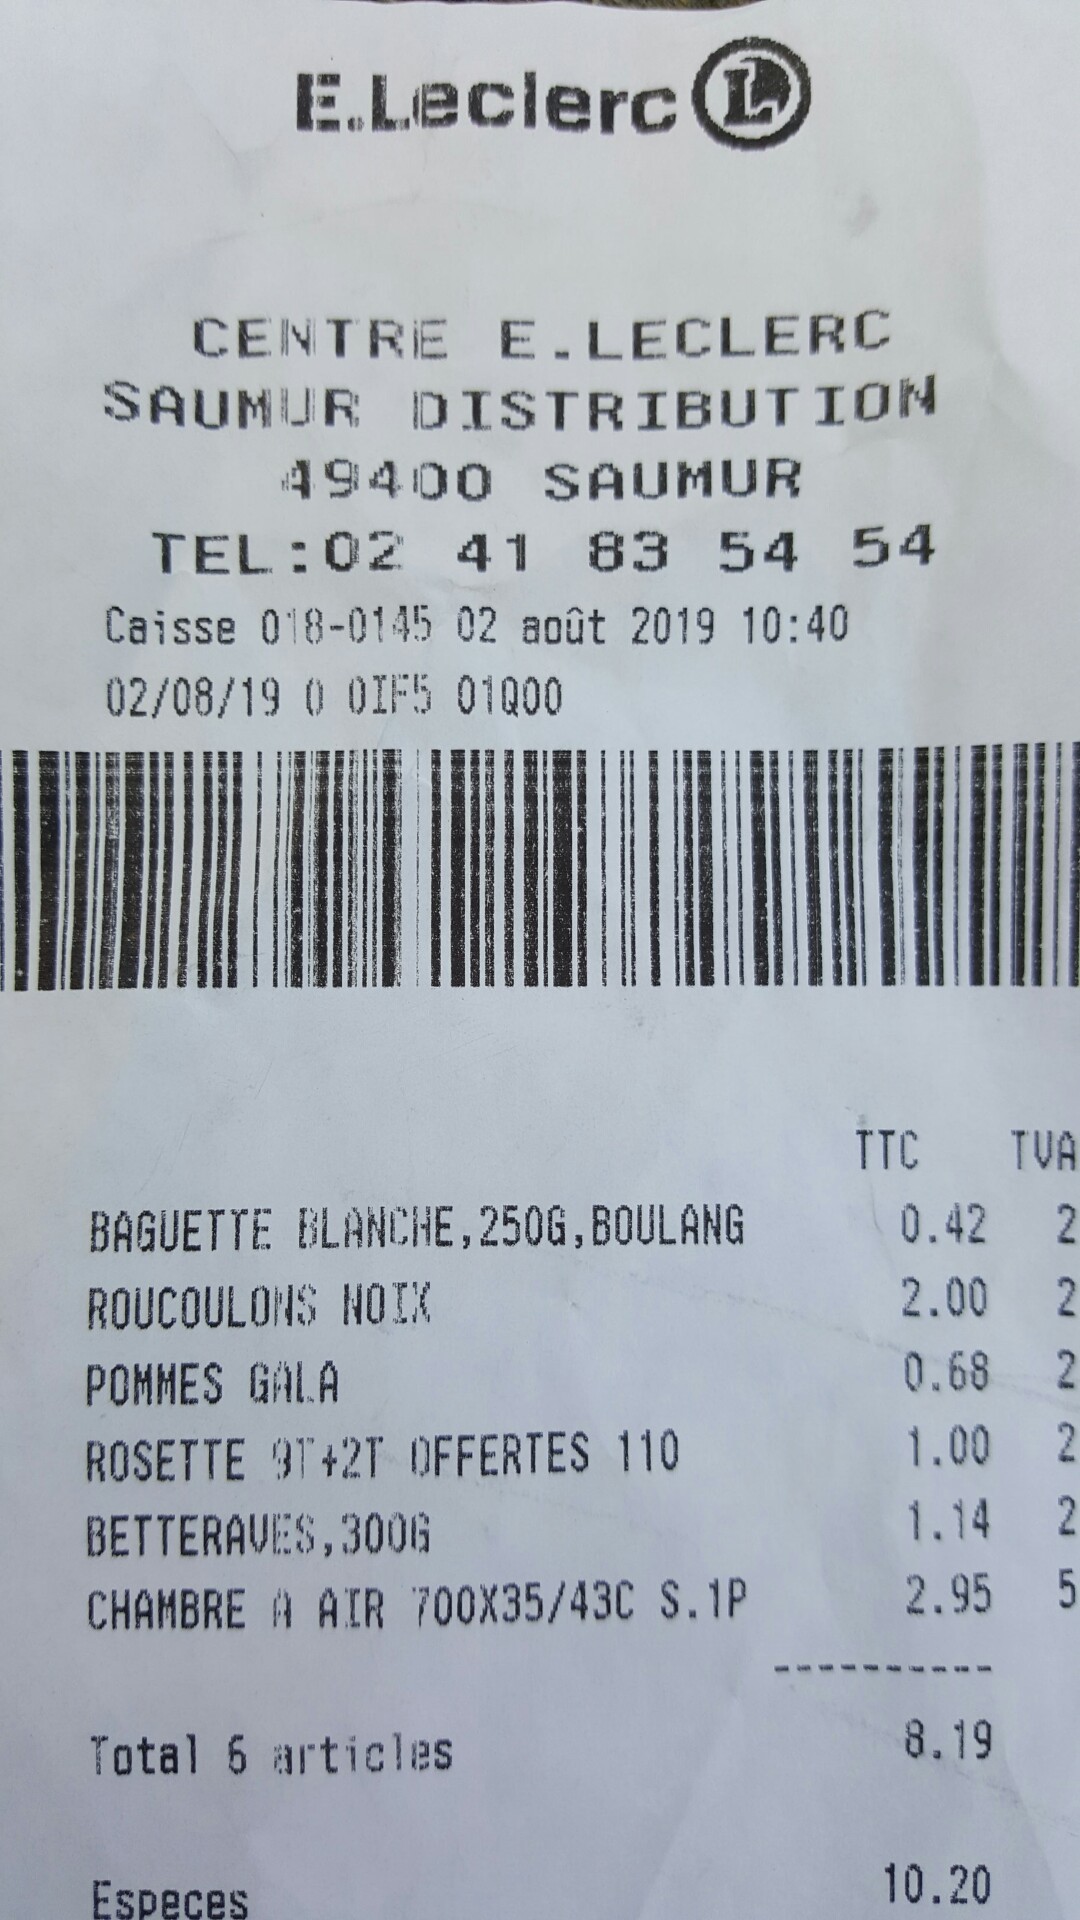 E.Leclerc L
CENTRE E.LECLERC
SAUMUR DISTRIBUTION
49400 SAUMUR
TEL:02 41 83 54 54
Caisse 018-0145 02 août 2019 10:40
02/08/19 0 0IF5 01Q00
TTC TVA
BAGUETTE BLANCHE,250G,BOULANG 0.42 2
ROUCOULONS NOIX 2.00 2
POMMES GALA 0.68 2
ROSETTE 9T+2T OFFERTES 110 1.00 2
BETTERAVES,300G 1.14 2
CHAMBRE A AIR 700X35/43C S.1P 2.95 5
----------
Total 6 articles 8.19
Especes 10.20